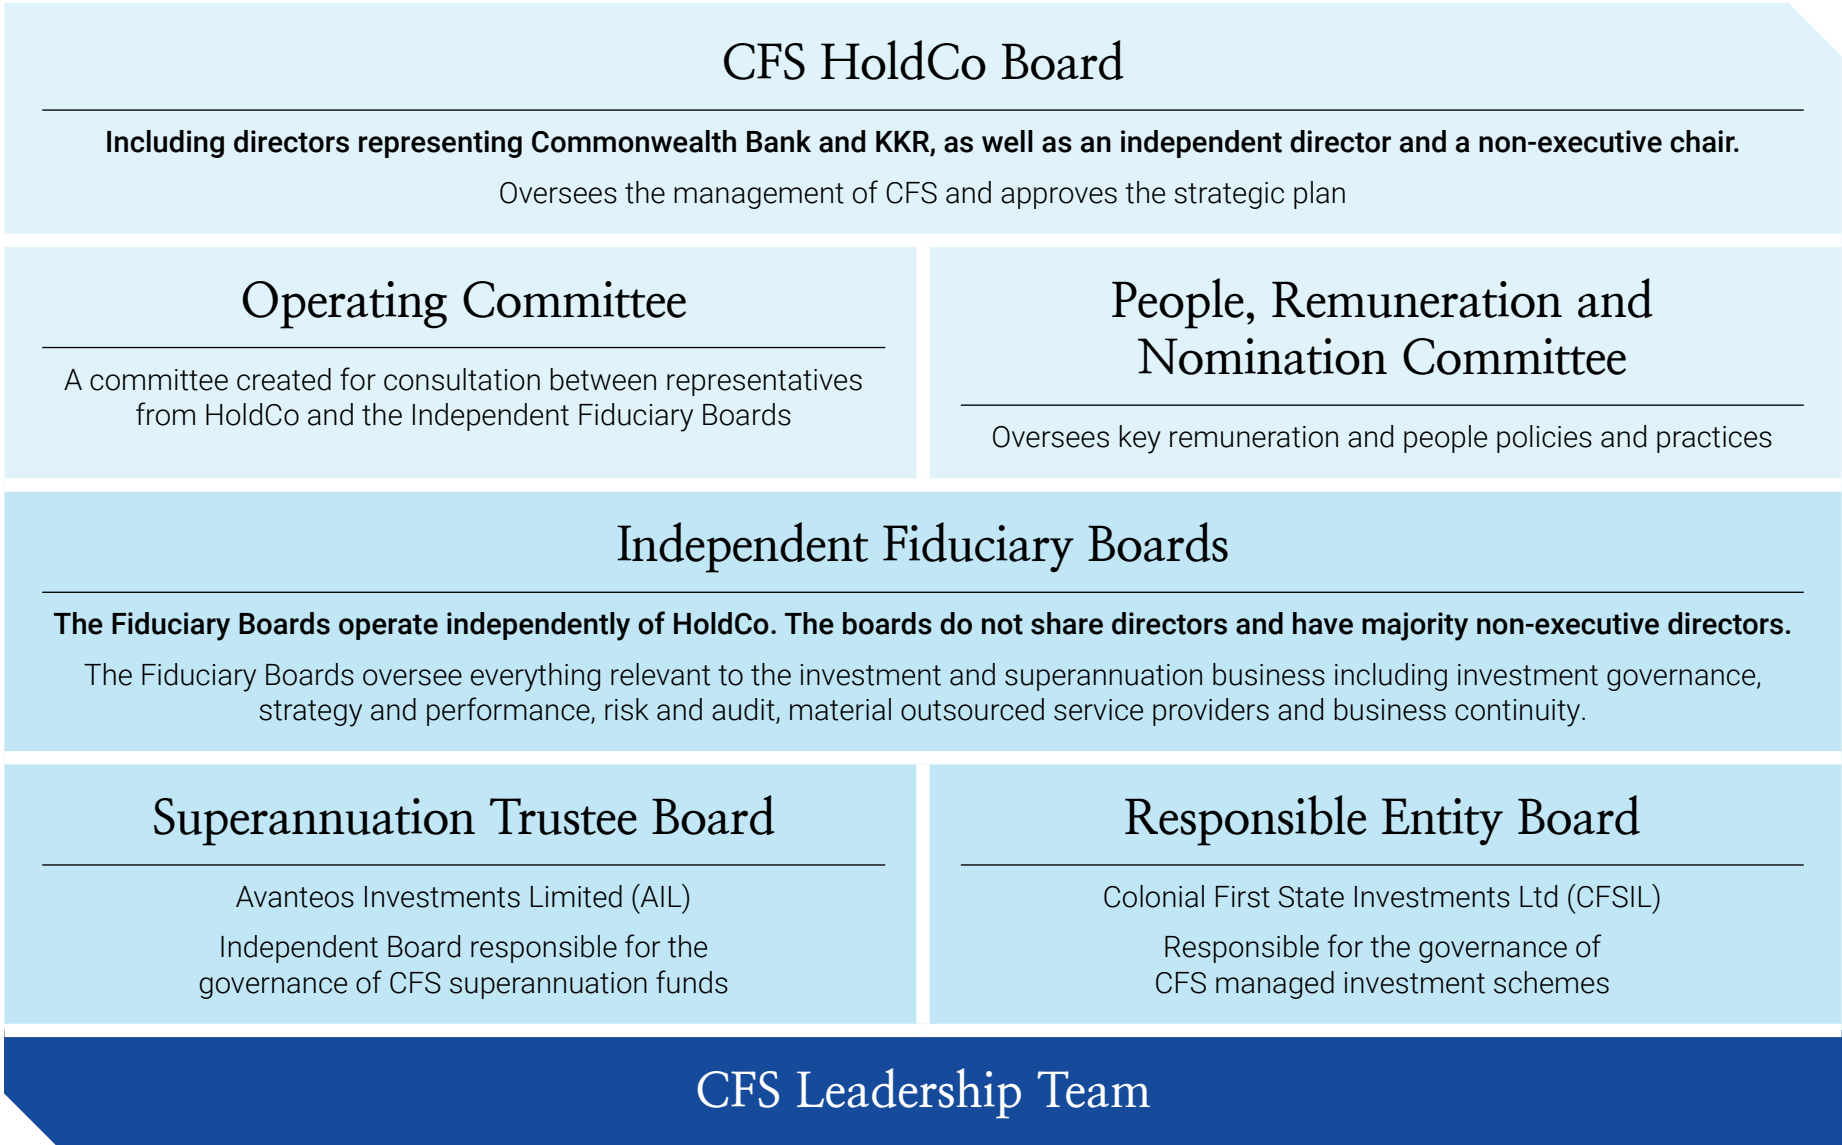 CFS HoldCo Board
Including directors representing Commonwealth Bank and KKR, as well as an independent director and a non-executive chair.
Oversees the management of CFS and approves the strategic plan
Operating Committee
A committee created for consultation between representatives
from HoldCo and the Independent Fiduciary Boards
People, Remuneration and
Nomination Committee
Oversees key remuneration and people policies and practices
Independent Fiduciary Boards
The Fiduciary Boards operate independently of HoldCo. The boards do not share directors and have majority non-executive directors.
The Fiduciary Boards oversee everything relevant to the investment and superannuation business including investment governance,
strategy and performance, risk and audit, material outsourced service providers and business continuity.
Superannuation Trustee Board
Avanteos Investments Limited (AIL)
Independent Board responsible for the
governance of CFS superannuation funds
Responsible Entity Board
Colonial First State Investments Ltd (CFSIL)
Responsible for the governance of
CFS managed investment schemes
CFS Leadership Team